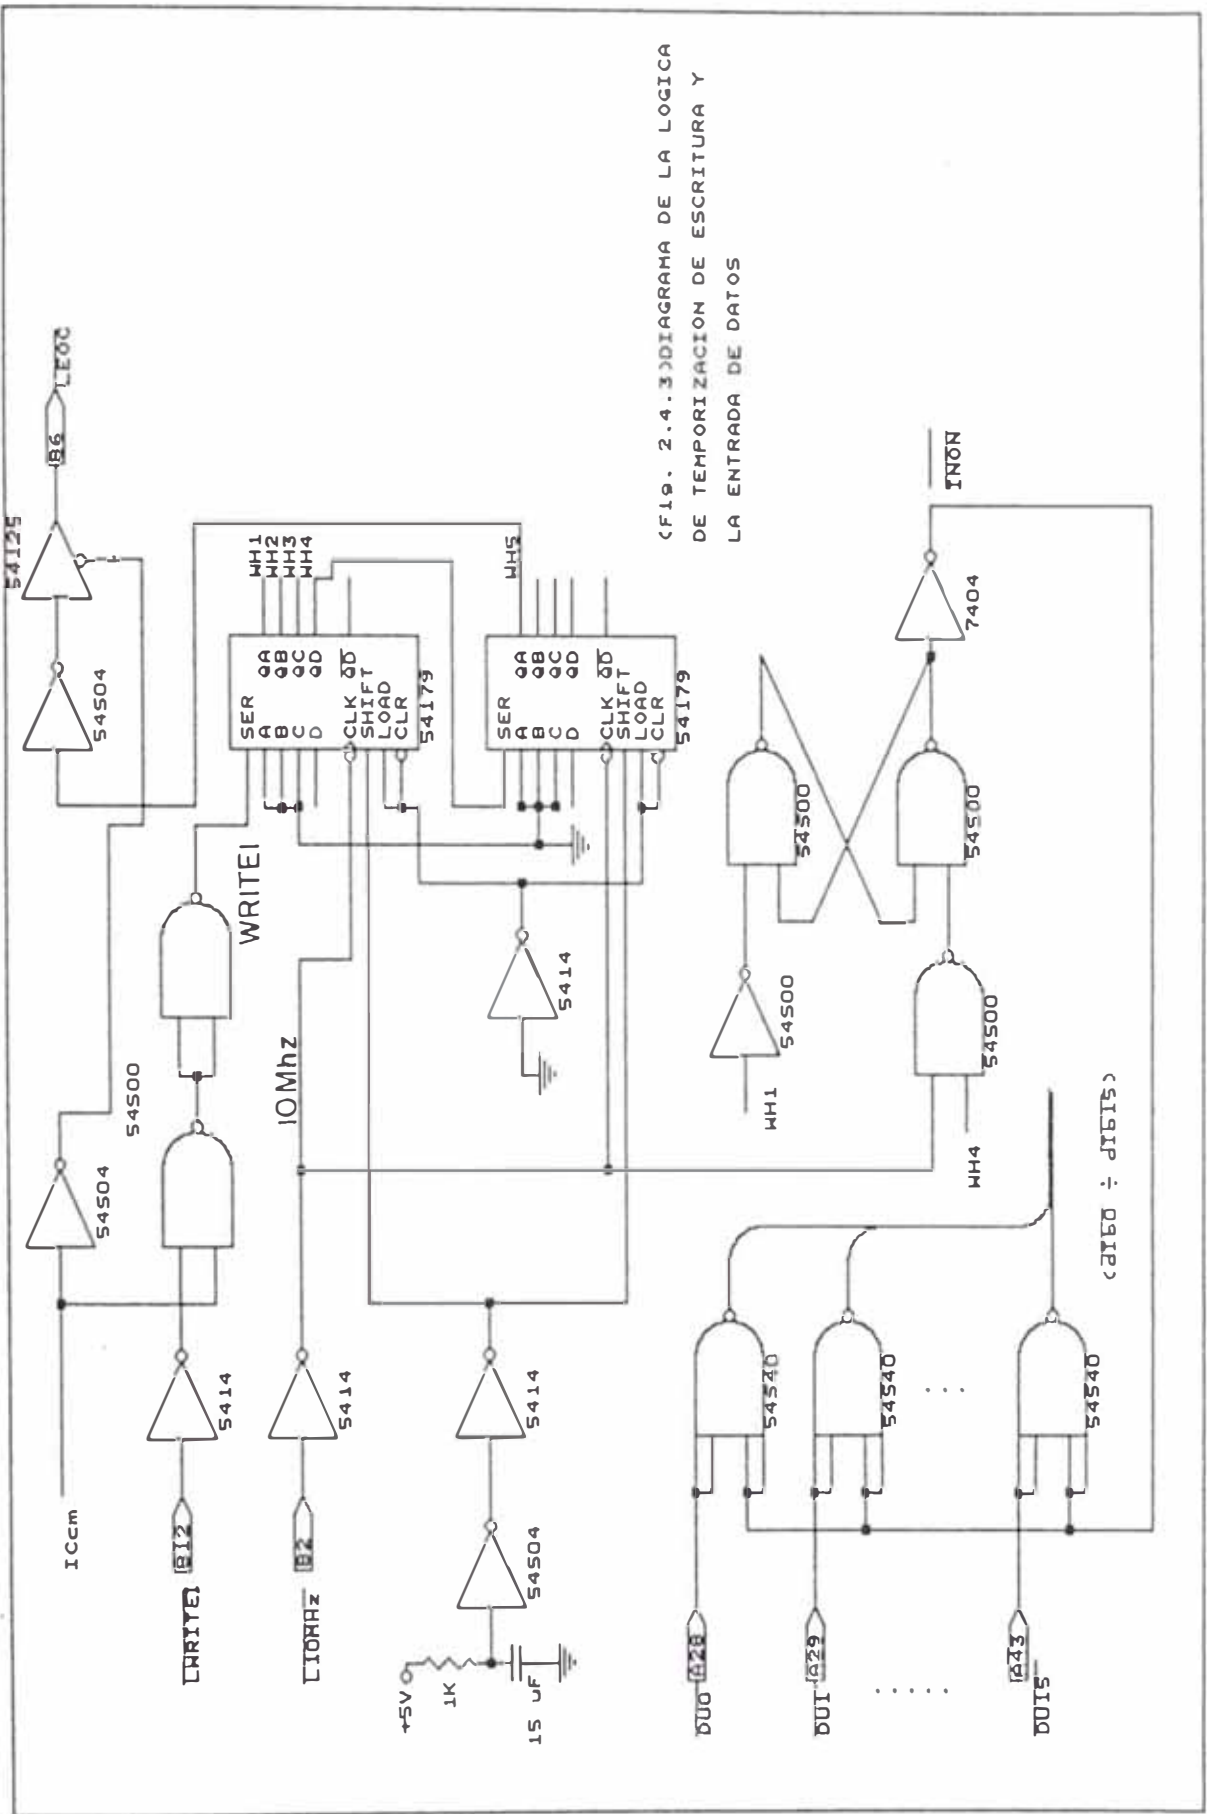 ICcm
54S04
54S00
54S04
54125
B6
LEOC
LWRITE1
B12
5414
WRITE1
L10MHz
B2
5414
10Mhz
SER
A
B
C
D
CLK
SHIFT
LOAD
CLR
QA
QB
QC
QD
QD
54179
WH1
WH2
WH3
WH4
SER
A
B
C
D
CLK
SHIFT
LOAD
CLR
QA
QB
QC
QD
QD
54179
WH5
+5V
1K
15 uF
54S04
5414
5414
(Fig. 2.4.3)DIAGRAMA DE LA LOGICA
DE TEMPORIZACION DE ESCRITURA Y
LA ENTRADA DE DATOS
WH1
54S00
54S00
WH4
54S00
54S00
7404
INON
DU0
A28
54S40
DU1
A29
54S40
.....
...
DU15
A43
54S40
(DIG0 ÷ DIG15)